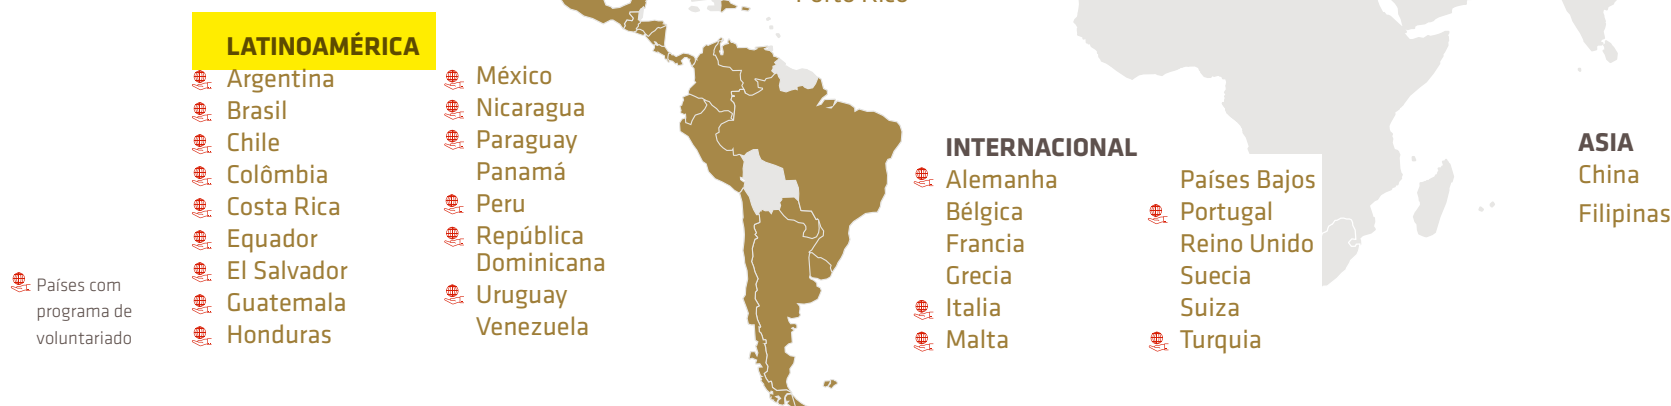 Porto Rico
LATINOAMÉRICA
Argentina
Brasil
Chile
Colômbia
Costa Rica
Equador
El Salvador
Guatemala
Honduras
México
Nicaragua
Paraguay
Panamá
Peru
República
Dominicana
Uruguay
Venezuela
Países com
programa de
voluntariado
INTERNACIONAL
Alemanha
Bélgica
Francia
Grecia
Italia
Malta
Países Bajos
Portugal
Reino Unido
Suecia
Suiza
Turquia
ASIA
China
Filipinas